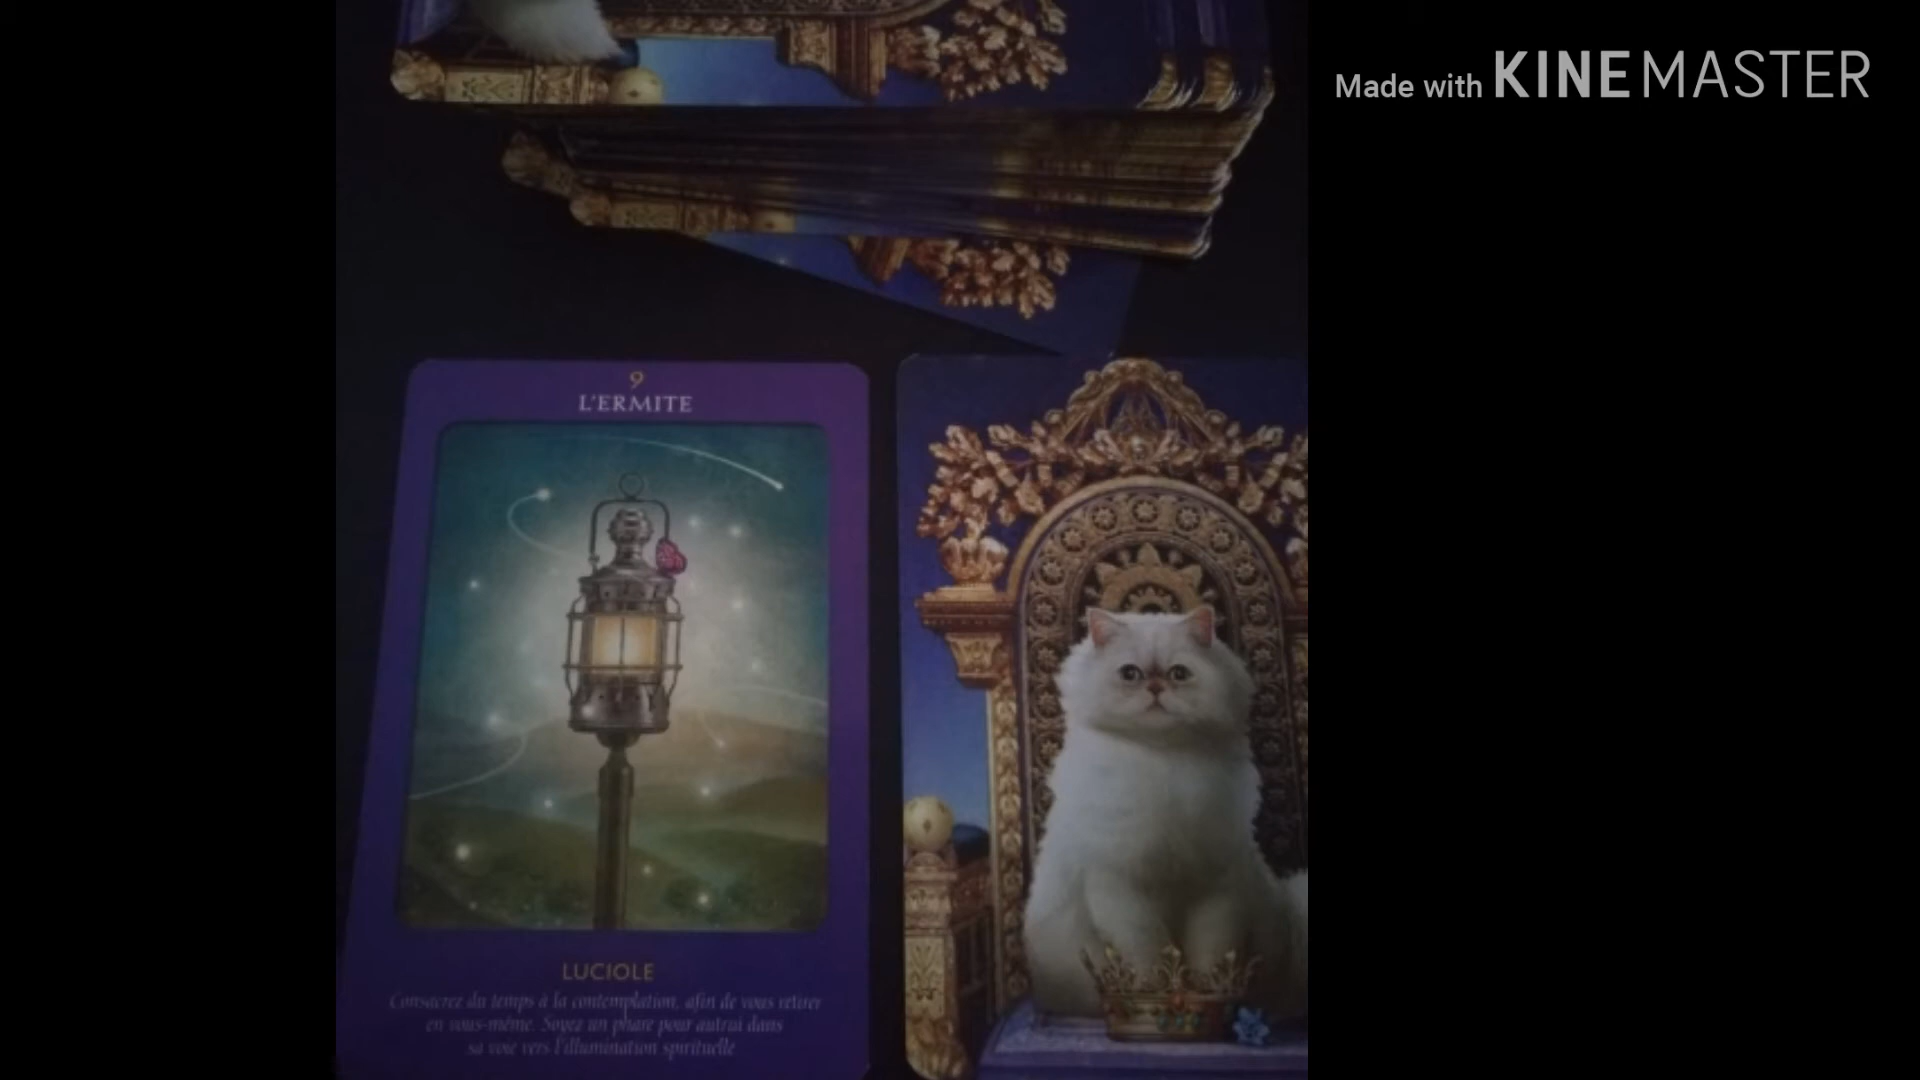 Made with KINEMASTER
9
L'ERMITE
LUCIOLE
Consacrez du temps à la contemplation, afin de vous retirer
en vous-même. Soyez un phare pour autrui dans
sa voie vers l'illumination spirituelle